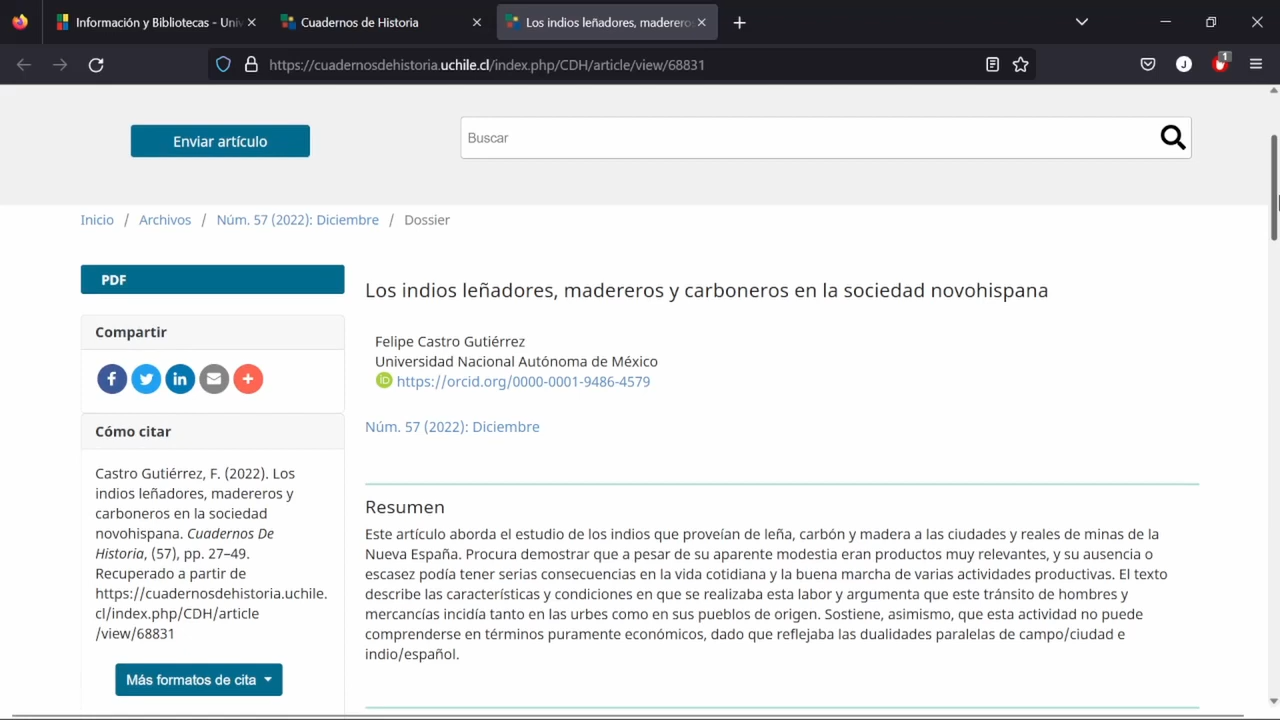 Información y Bibliotecas - Univ
Cuadernos de Historia
Los indios leñadores, madereros
https://cuadernosdehistoria.uchile.cl/index.php/CDH/article/view/68831
J
1
Enviar artículo
Buscar
Inicio / Archivos / Núm. 57 (2022): Diciembre / Dossier
PDF
Compartir
Cómo citar
Castro Gutiérrez, F. (2022). Los
indios leñadores, madereros y
carboneros en la sociedad
novohispana. Cuadernos De
Historia, (57), pp. 27–49.
Recuperado a partir de
https://cuadernosdehistoria.uchile.
cl/index.php/CDH/article
/view/68831
Más formatos de cita
Los indios leñadores, madereros y carboneros en la sociedad novohispana
Felipe Castro Gutiérrez
Universidad Nacional Autónoma de México
iD https://orcid.org/0000-0001-9486-4579
Núm. 57 (2022): Diciembre
Resumen
Este artículo aborda el estudio de los indios que proveían de leña, carbón y madera a las ciudades y reales de minas de la
Nueva España. Procura demostrar que a pesar de su aparente modestia eran productos muy relevantes, y su ausencia o
escasez podía tener serias consecuencias en la vida cotidiana y la buena marcha de varias actividades productivas. El texto
describe las características y condiciones en que se realizaba esta labor y argumenta que este tránsito de hombres y
mercancías incidía tanto en las urbes como en sus pueblos de origen. Sostiene, asimismo, que esta actividad no puede
comprenderse en términos puramente económicos, dado que reflejaba las dualidades paralelas de campo/ciudad e
indio/español.